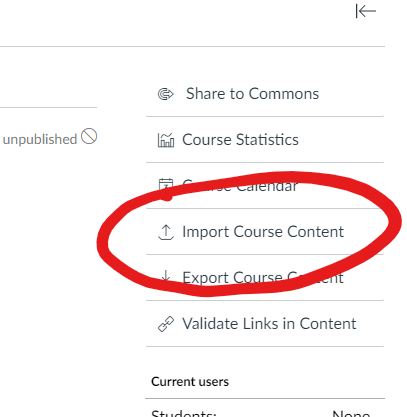 Share to Commons
unpublished
Course Statistics
Course Calendar
Import Course Content
Export Course Content
Validate Links in Content
Current users
Students: None